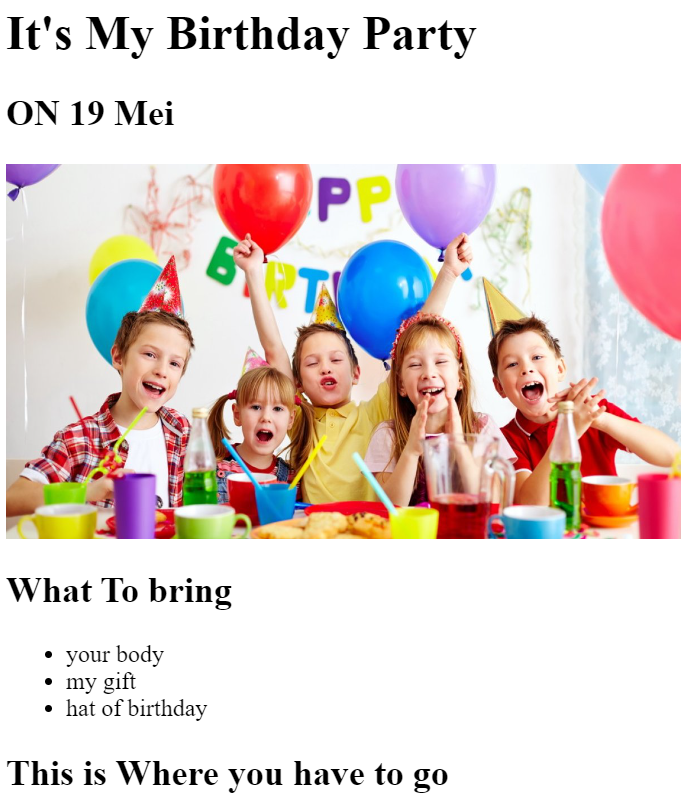 It's My Birthday Party
ON 19 Mei
PP
BIRT
What To bring
your body
my gift
hat of birthday
This is Where you have to go